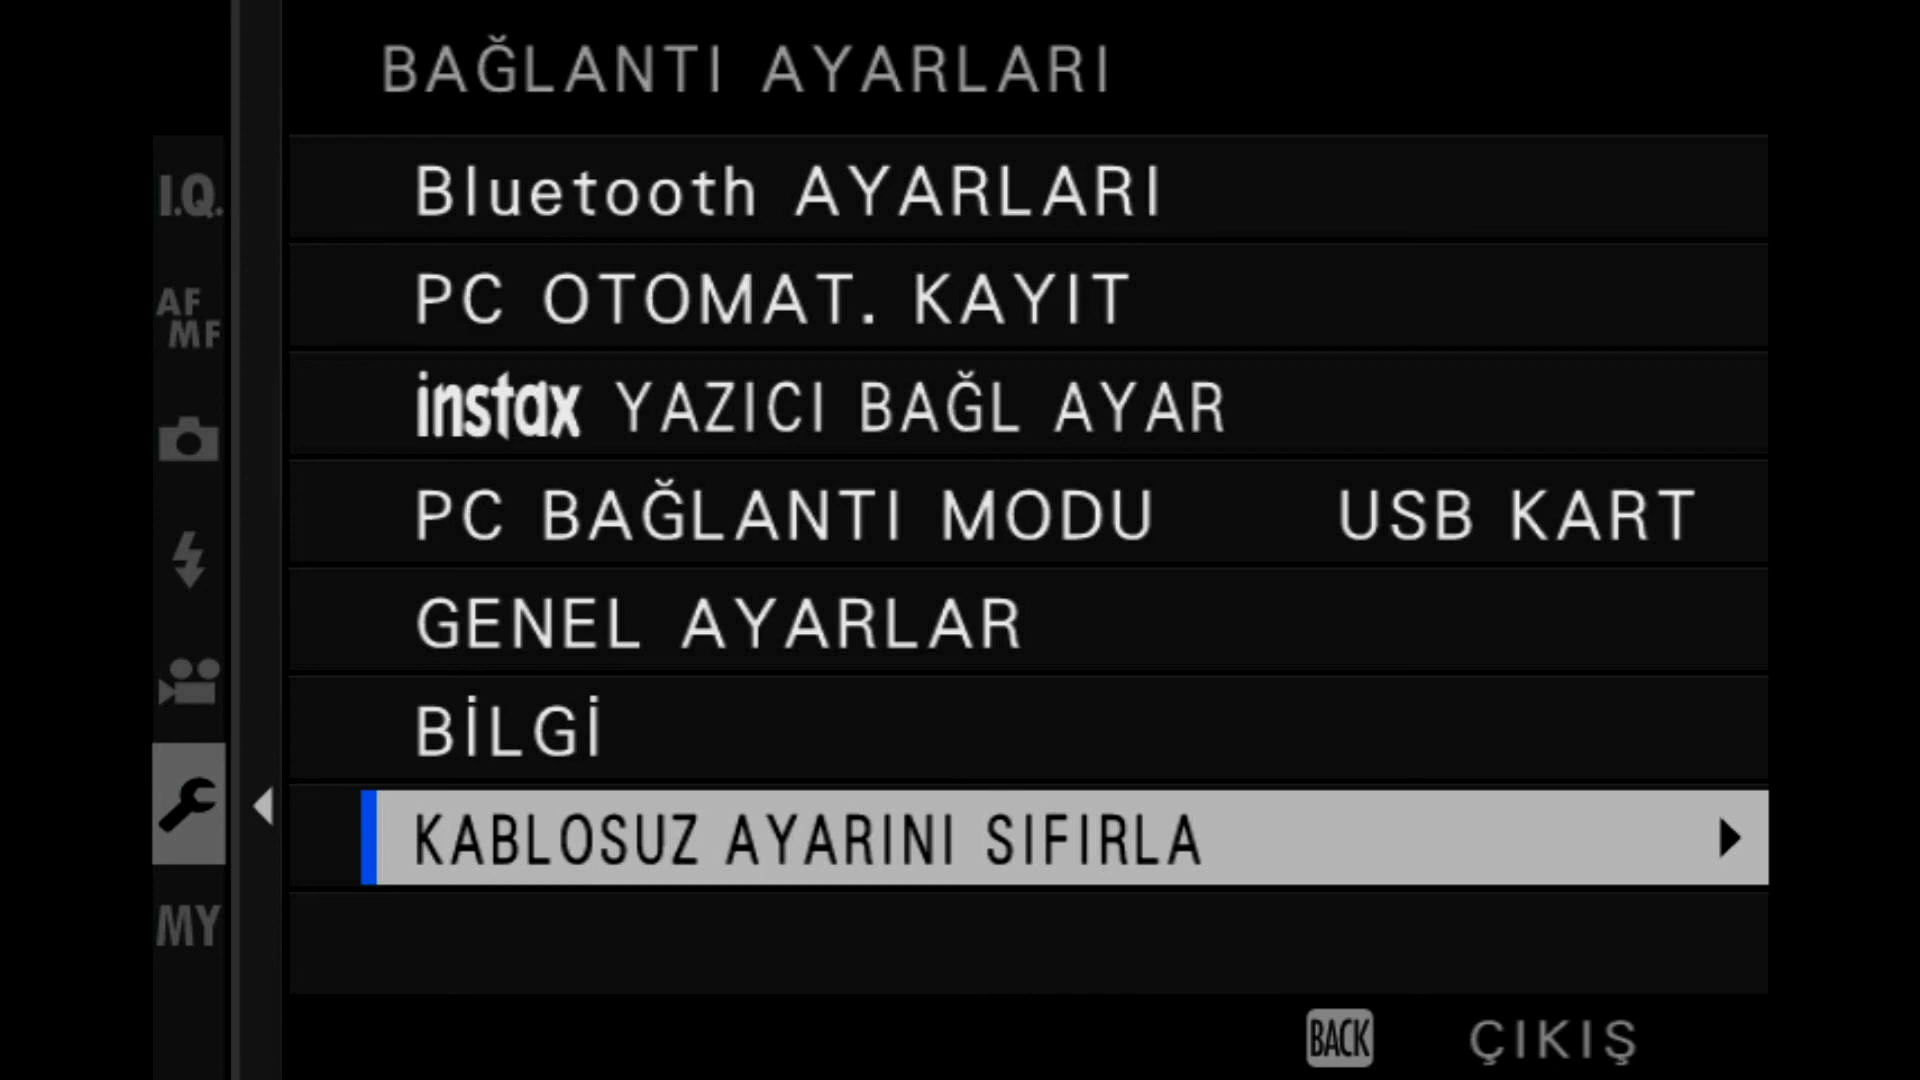 BAĞLANTI AYARLARI
I.Q.
Bluetooth AYARLARI
AF
MF
PC OTOMAT. KAYIT
instax YAZICI BAĞL AYAR
PC BAĞLANTI MODU USB KART
GENEL AYARLAR
BİLGİ
KABLOSUZ AYARINI SIFIRLA
MY
BACK ÇIKIŞ